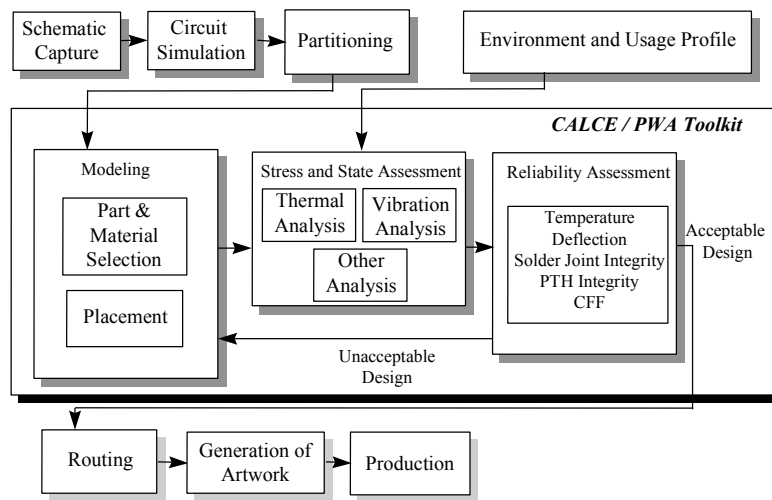 Schematic
Capture
Circuit
Simulation
Partitioning
Environment and Usage Profile
CALCE / PWA Toolkit
Modeling
Part &
Material
Selection
Placement
Stress and State Assessment
Thermal
Analysis
Vibration
Analysis
Other
Analysis
Reliability Assessment
Temperature
Deflection
Solder Joint Integrity
PTH Integrity
CFF
Acceptable
Design
Unacceptable
Design
Routing
Generation of
Artwork
Production